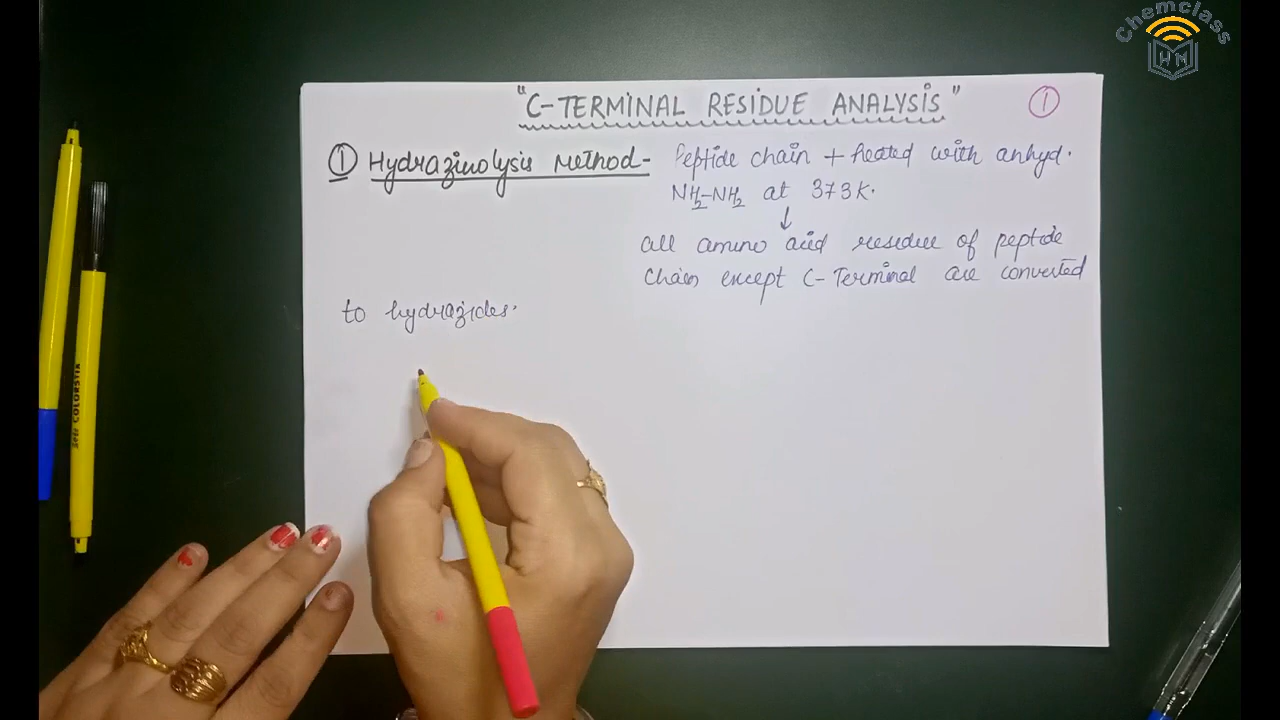 Chemclass
HM
"C-TERMINAL RESIDUE ANALYSIS" 1
1 Hydrazinolysis Method- Peptide chain + heated with anhyd.
NH2-NH2 at 373K.
↓
all amino acid residue of peptide
Chain except C-Terminal are converted
to hydrazides.